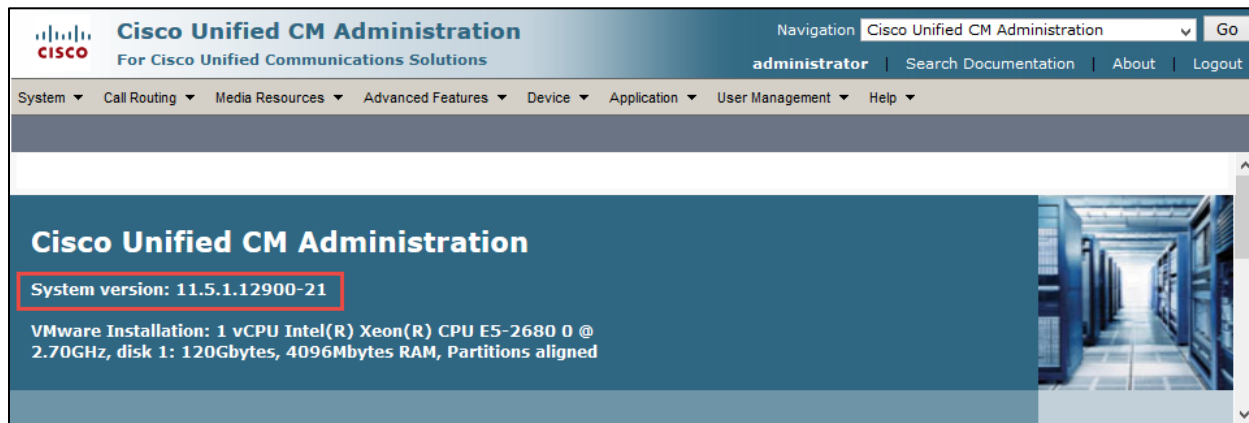 Cisco Unified CM Administration
Navigation Cisco Unified CM Administration Go
CISCO
For Cisco Unified Communications Solutions
administrator | Search Documentation | About | Logout
System Call Routing Media Resources Advanced Features Device Application User Management Help
Cisco Unified CM Administration
System version: 11.5.1.12900-21
VMware Installation: 1 vCPU Intel(R) Xeon(R) CPU E5-2680 0 @
2.70GHz, disk 1: 120Gbytes, 4096Mbytes RAM, Partitions aligned